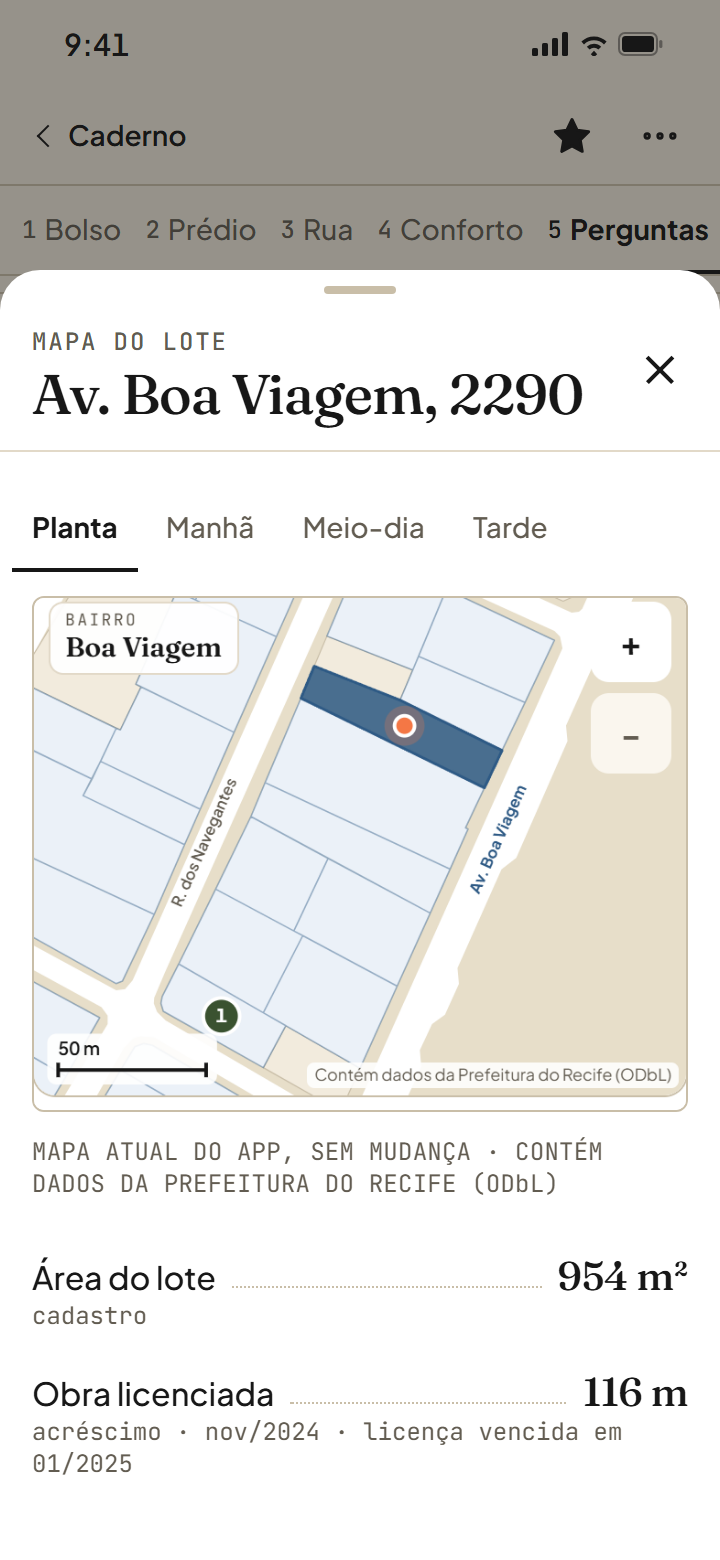 9:41
Caderno
1 Bolso 2 Prédio 3 Rua 4 Conforto 5 Perguntas
MAPA DO LOTE
Av. Boa Viagem, 2290
Planta Manhã Meio-dia Tarde
BAIRRO
Boa Viagem
+
−
R. dos Navegantes
Av. Boa Viagem
1
50 m
Contém dados da Prefeitura do Recife (ODbL)
MAPA ATUAL DO APP, SEM MUDANÇA · CONTÉM
DADOS DA PREFEITURA DO RECIFE (ODbL)
Área do lote 954 m²
cadastro
Obra licenciada 116 m
acréscimo · nov/2024 · licença vencida em
01/2025